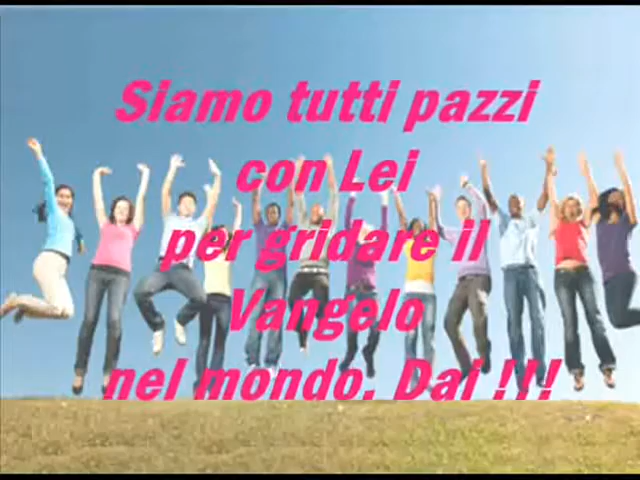 Siamo tutti pazzi
con Lei
per gridare il
Vangelo
nel mondo. Dai !!!